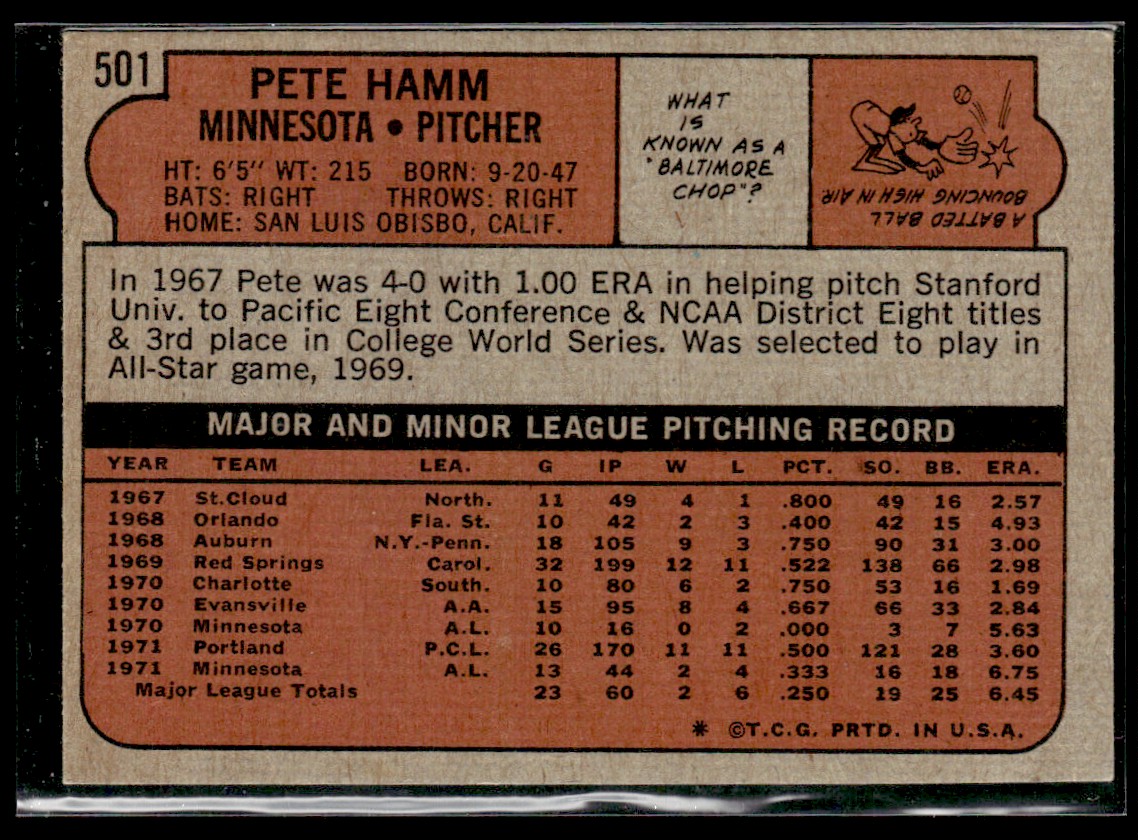 501
PETE HAMM
MINNESOTA • PITCHER
HT: 6'5" WT: 215 BORN: 9-20-47
BATS: RIGHT THROWS: RIGHT
HOME: SAN LUIS OBISBO, CALIF.
WHAT
IS
KNOWN AS A
"BALTIMORE
CHOP"?
A BATTED BALL
BOUNCING HIGH IN AIR.
In 1967 Pete was 4-0 with 1.00 ERA in helping pitch Stanford
Univ. to Pacific Eight Conference & NCAA District Eight titles
& 3rd place in College World Series. Was selected to play in
All-Star game, 1969.
MAJOR AND MINOR LEAGUE PITCHING RECORD
YEAR TEAM LEA. G IP W L PCT. SO. BB. ERA.
1967 St.Cloud North. 11 49 4 1 .800 49 16 2.57
1968 Orlando Fla. St. 10 42 2 3 .400 42 15 4.93
1968 Auburn N.Y.-Penn. 18 105 9 3 .750 90 31 3.00
1969 Red Springs Carol. 32 199 12 11 .522 138 66 2.98
1970 Charlotte South. 10 80 6 2 .750 53 16 1.69
1970 Evansville A.A. 15 95 8 4 .667 66 33 2.84
1970 Minnesota A.L. 10 16 0 2 .000 3 7 5.63
1971 Portland P.C.L. 26 170 11 11 .500 121 28 3.60
1971 Minnesota A.L. 13 44 2 4 .333 16 18 6.75
Major League Totals 23 60 2 6 .250 19 25 6.45
* ©T.C.G. PRTD. IN U.S.A.